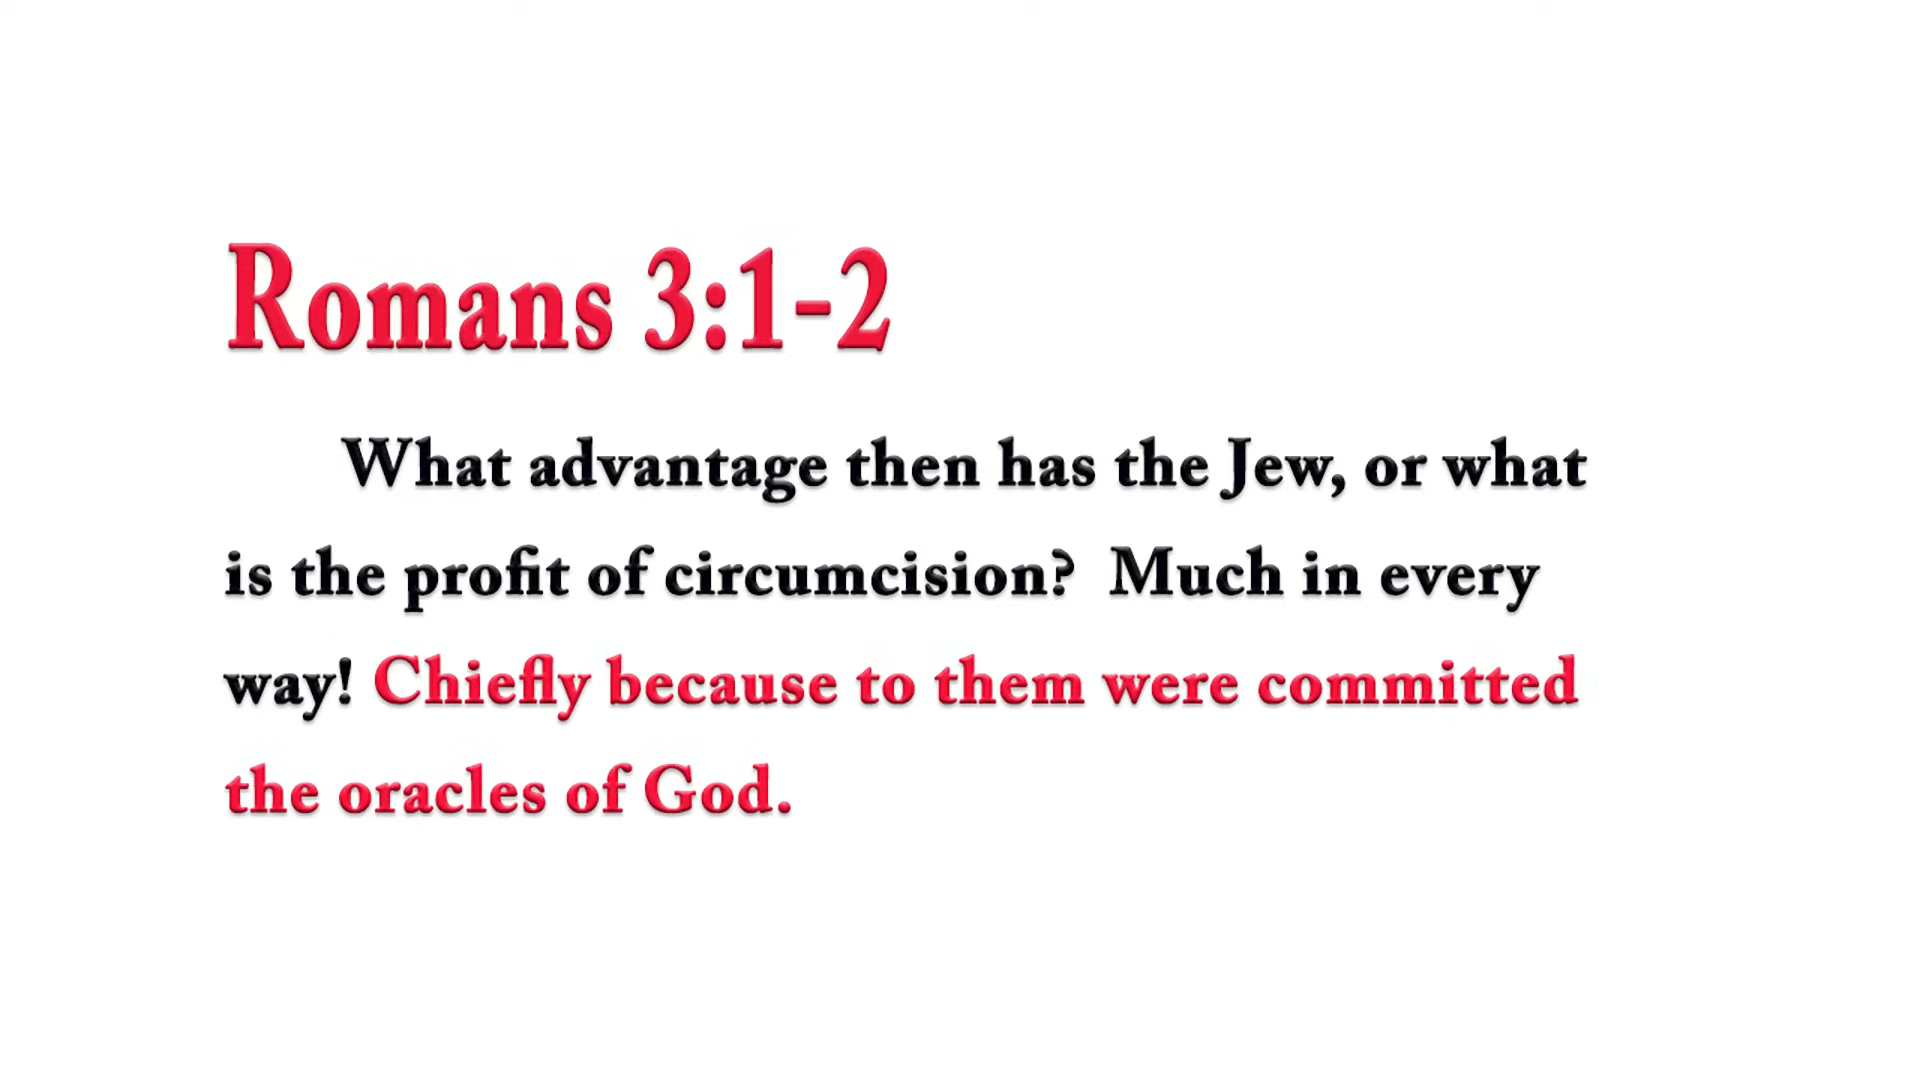 Romans 3:1-2
What advantage then has the Jew, or what
is the profit of circumcision?  Much in every
way! Chiefly because to them were committed
the oracles of God.